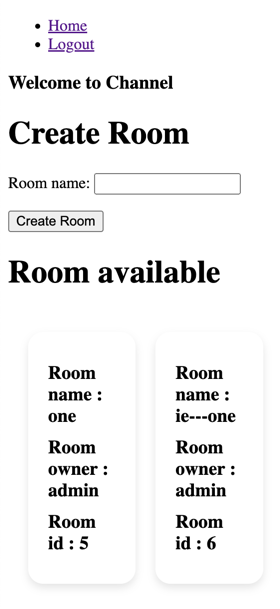 Home
Logout
Welcome to Channel
Create Room
Room name:
Create Room
Room available
Room
name :
one
Room
owner :
admin
Room
id : 5
Room
name :
ie---one
Room
owner :
admin
Room
id : 6